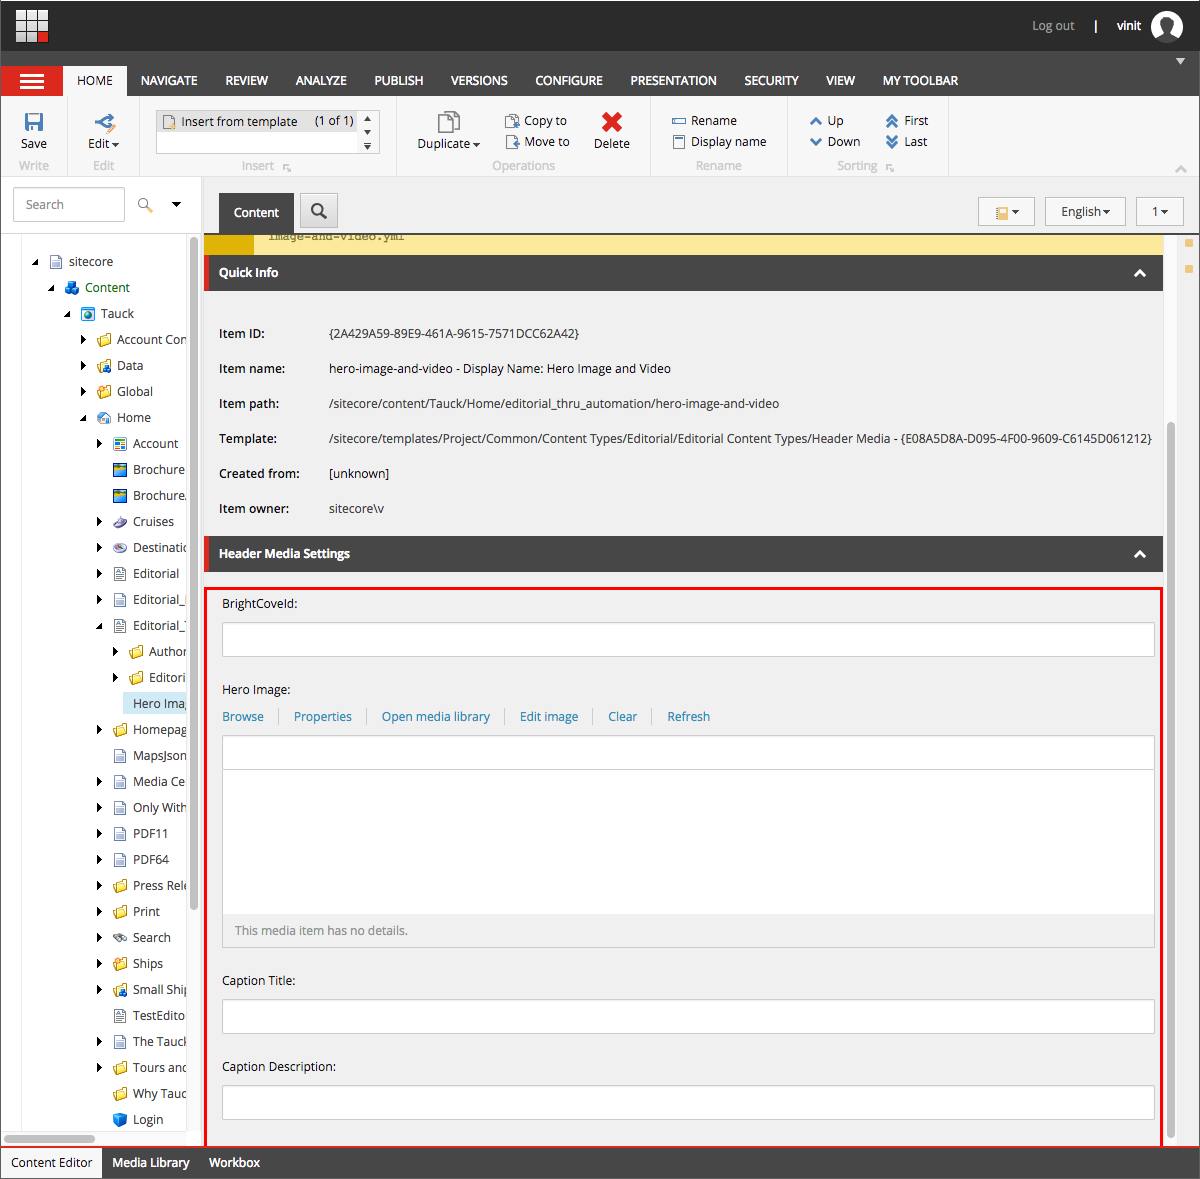 Log out | vinit
HOME NAVIGATE REVIEW ANALYZE PUBLISH VERSIONS CONFIGURE PRESENTATION SECURITY VIEW MY TOOLBAR
Save
Write
Edit
Edit
Insert from template (1 of 1)
Insert
Duplicate
Copy to
Move to
Delete
Operations
Rename
Display name
Rename
Up
Down
First
Last
Sorting
Search
Content
English
1
sitecore
Content
Tauck
Account Con
Data
Global
Home
Account
Brochure
Brochure
Cruises
Destinatic
Editorial
Editorial_
Editorial_
Author
Editori
Hero Imag
Homepag
MapsJson
Media Ce
Only With
PDF11
PDF64
Press Rele
Print
Search
Ships
Small Ship
TestEdito
The Tauck
Tours and
Why Tauc
Login
image-and-video.yml
Quick Info
Item ID: {2A429A59-89E9-461A-9615-7571DCC62A42}
Item name: hero-image-and-video - Display Name: Hero Image and Video
Item path: /sitecore/content/Tauck/Home/editorial_thru_automation/hero-image-and-video
Template: /sitecore/templates/Project/Common/Content Types/Editorial/Editorial Content Types/Header Media - {E08A5D8A-D095-4F00-9609-C6145D061212}
Created from: [unknown]
Item owner: sitecore\v
Header Media Settings
BrightCoveId:
Hero Image:
Browse Properties Open media library Edit image Clear Refresh
This media item has no details.
Caption Title:
Caption Description:
Content Editor Media Library Workbox